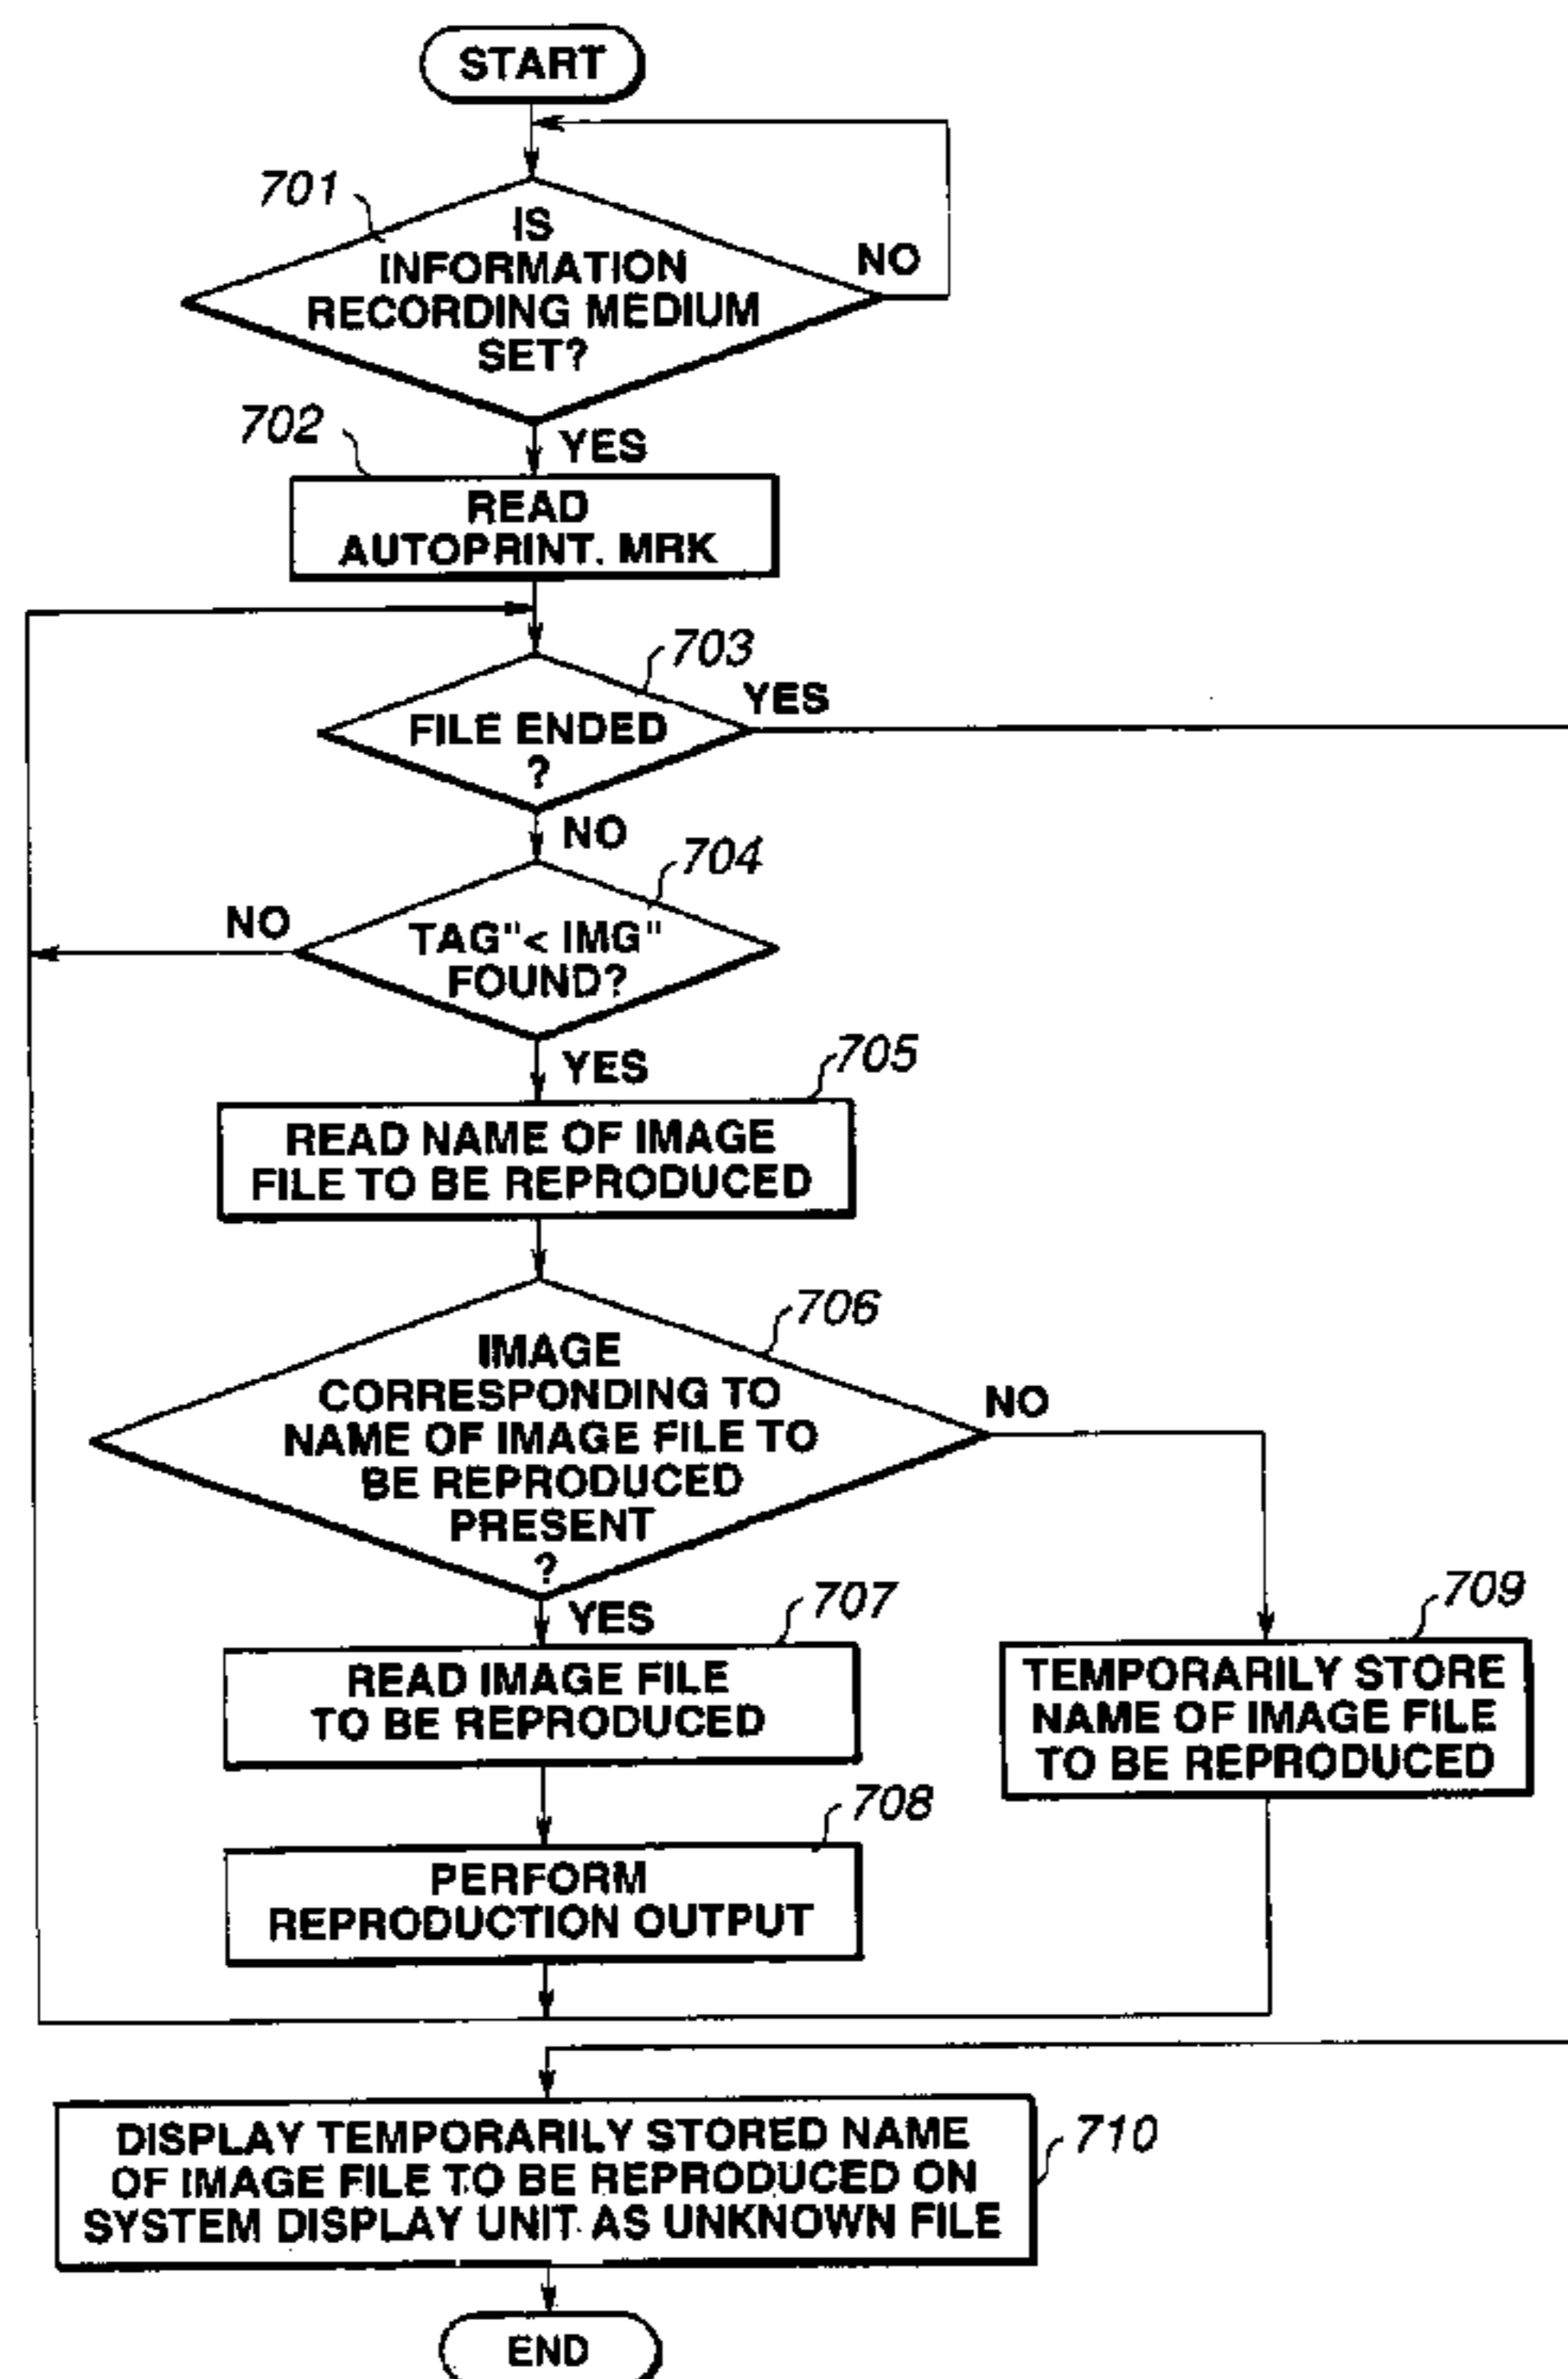 START
701
IS
INFORMATION
RECORDING MEDIUM
SET?
NO
702
YES
READ
AUTOPRINT. MRK
703
YES
FILE ENDED
?
NO
704
NO
TAG"< IMG"
FOUND?
YES
705
READ NAME OF IMAGE
FILE TO BE REPRODUCED
706
IMAGE
CORRESPONDING TO
NAME OF IMAGE FILE TO
BE REPRODUCED
PRESENT
?
NO
YES
707
READ IMAGE FILE
TO BE REPRODUCED
709
TEMPORARILY STORE
NAME OF IMAGE FILE
TO BE REPRODUCED
708
PERFORM
REPRODUCTION OUTPUT
710
DISPLAY TEMPORARILY STORED NAME
OF IMAGE FILE TO BE REPRODUCED ON
SYSTEM DISPLAY UNIT AS UNKNOWN FILE
END